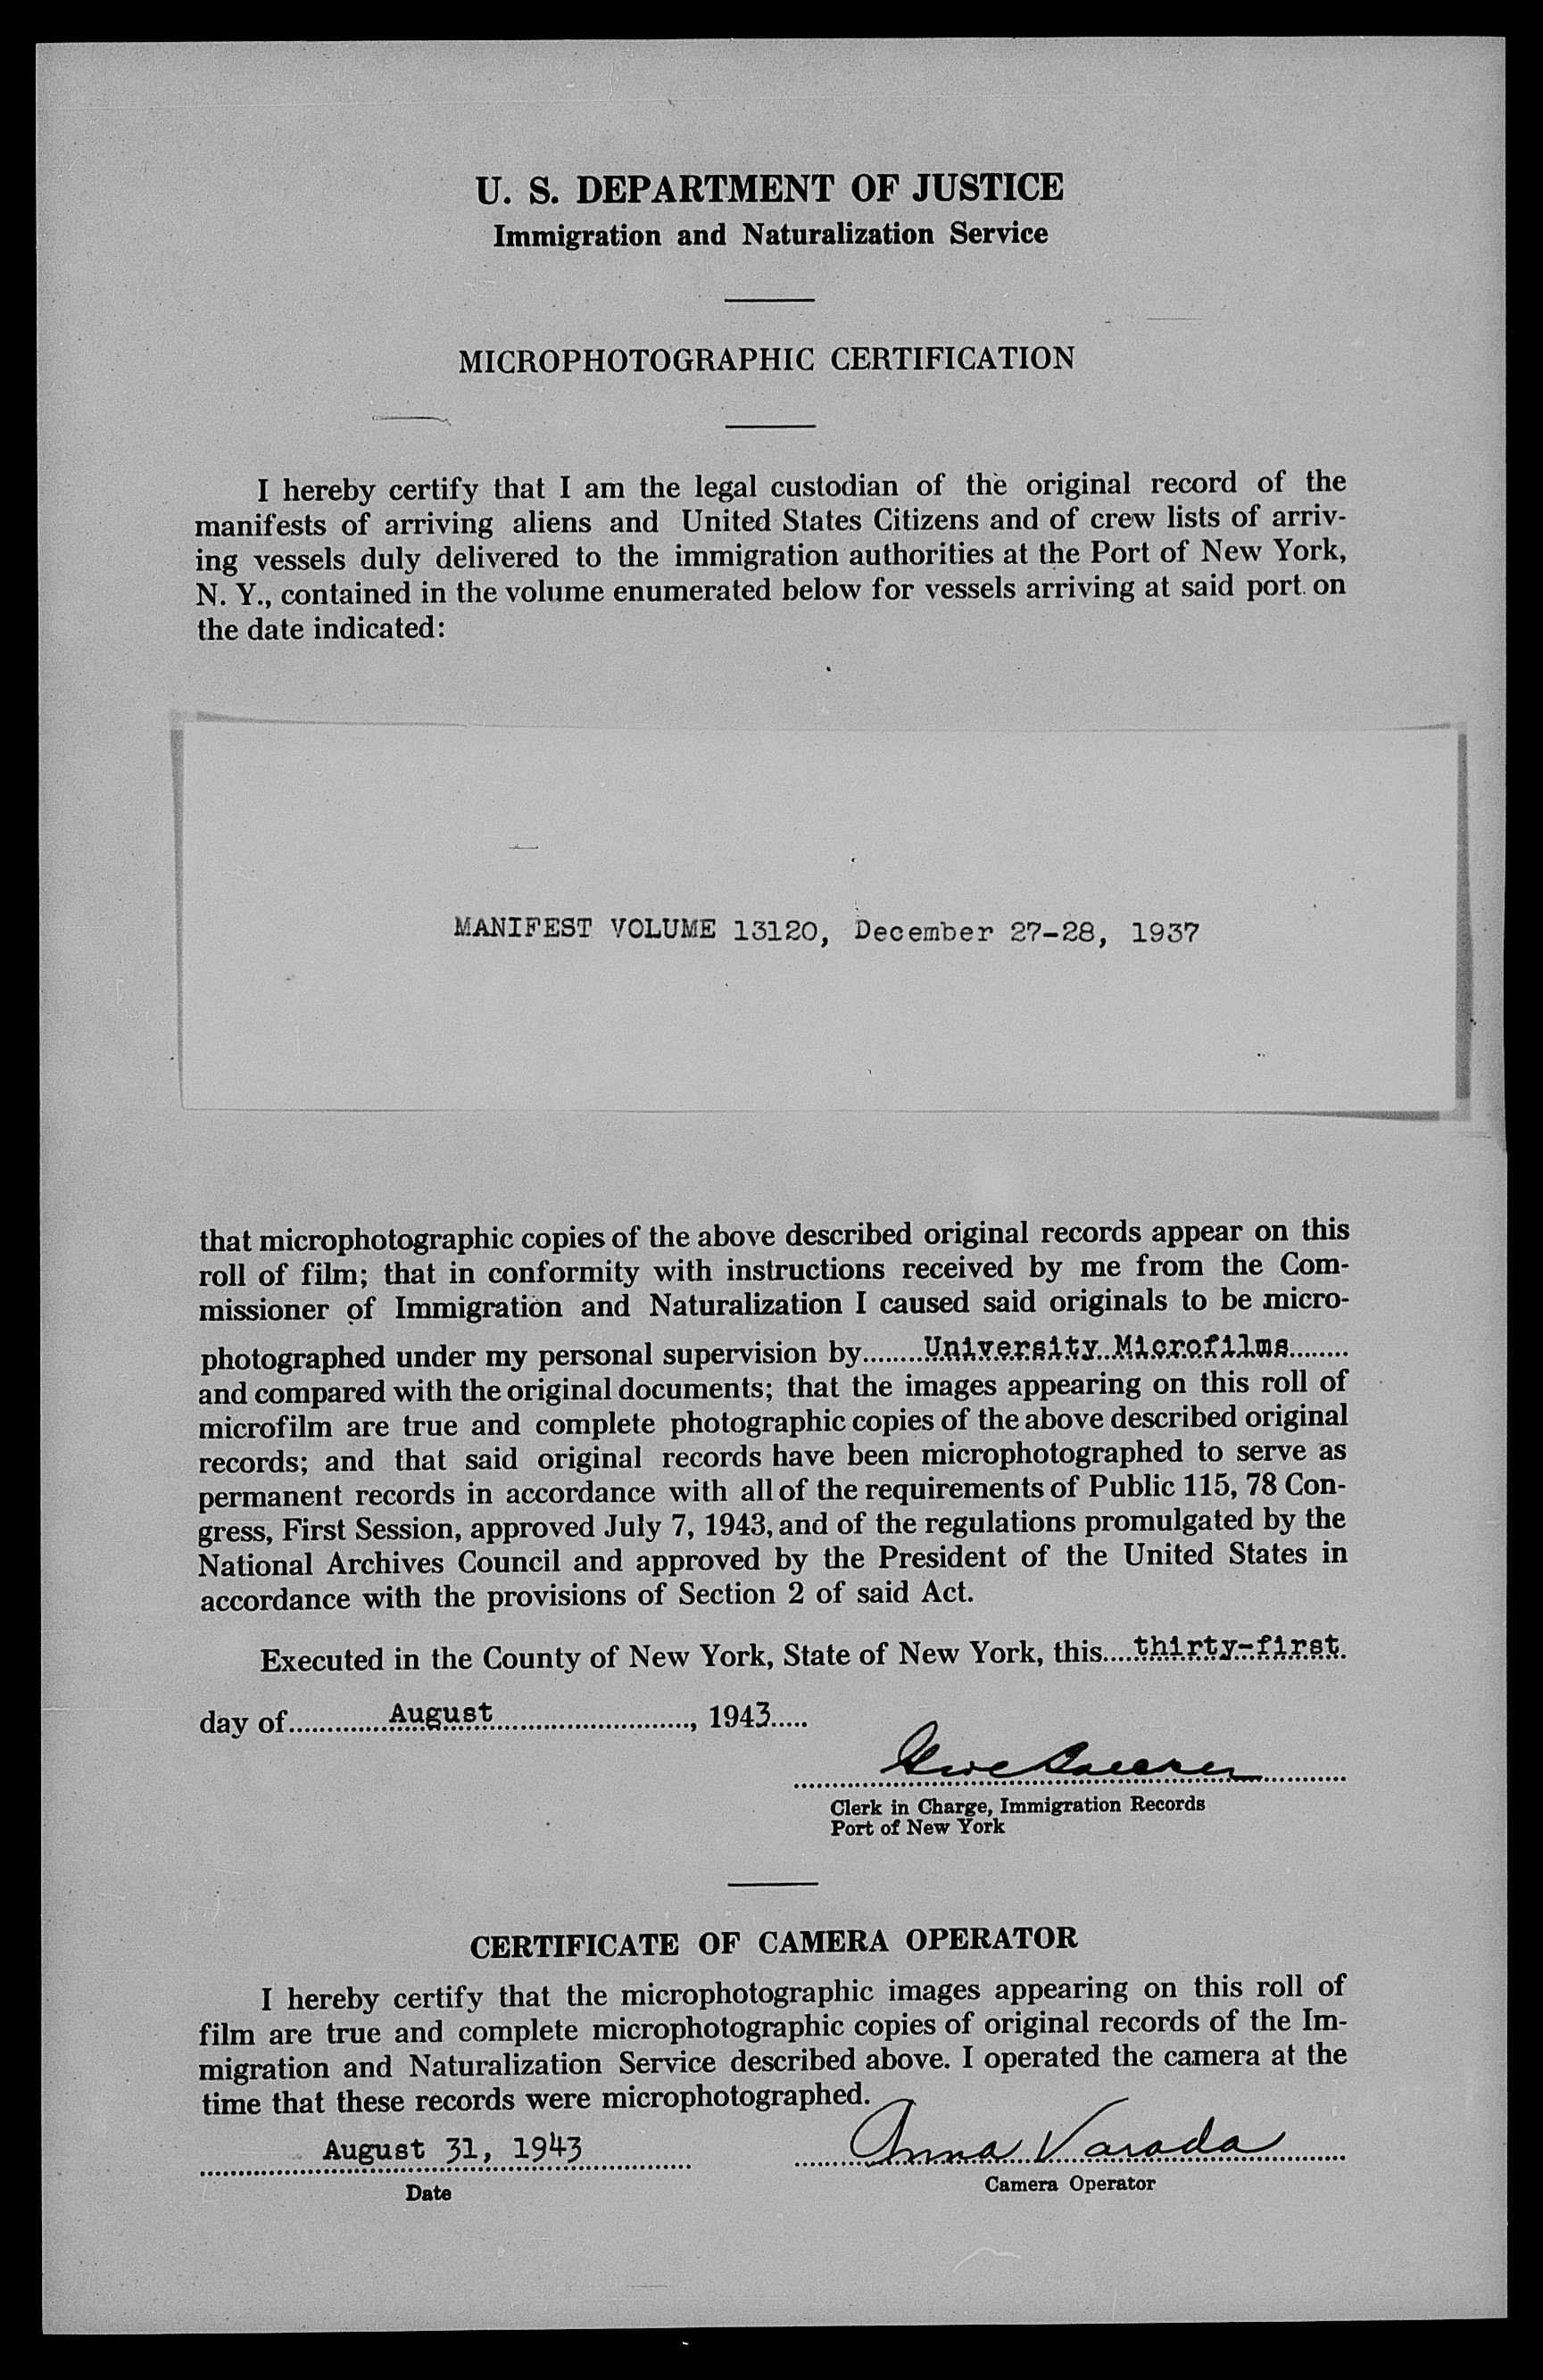 U. S. DEPARTMENT OF JUSTICE
Immigration and Naturalization Service
MICROPHOTOGRAPHIC CERTIFICATION
I hereby certify that I am the legal custodian of the original record of the
manifests of arriving aliens and United States Citizens and of crew lists of arriv-
ing vessels duly delivered to the immigration authorities at the Port of New York,
N. Y., contained in the volume enumerated below for vessels arriving at said port on
the date indicated:
MANIFEST VOLUME 13120, December 27-28, 1937
that microphotographic copies of the above described original records appear on this
roll of film; that in conformity with instructions received by me from the Com-
missioner of Immigration and Naturalization I caused said originals to be micro-
photographed under my personal supervision by........University Microfilms........
and compared with the original documents; that the images appearing on this roll of
microfilm are true and complete photographic copies of the above described original
records; and that said original records have been microphotographed to serve as
permanent records in accordance with all of the requirements of Public 115, 78 Con-
gress, First Session, approved July 7, 1943, and of the regulations promulgated by the
National Archives Council and approved by the President of the United States in
accordance with the provisions of Section 2 of said Act.
Executed in the County of New York, State of New York, this....thirty-first.
day of.............August........................., 1943.....
Clerk in Charge, Immigration Records
Port of New York
CERTIFICATE OF CAMERA OPERATOR
I hereby certify that the microphotographic images appearing on this roll of
film are true and complete microphotographic copies of original records of the Im-
migration and Naturalization Service described above. I operated the camera at the
time that these records were microphotographed.
August 31, 1943 Anna Varada
Date Camera Operator